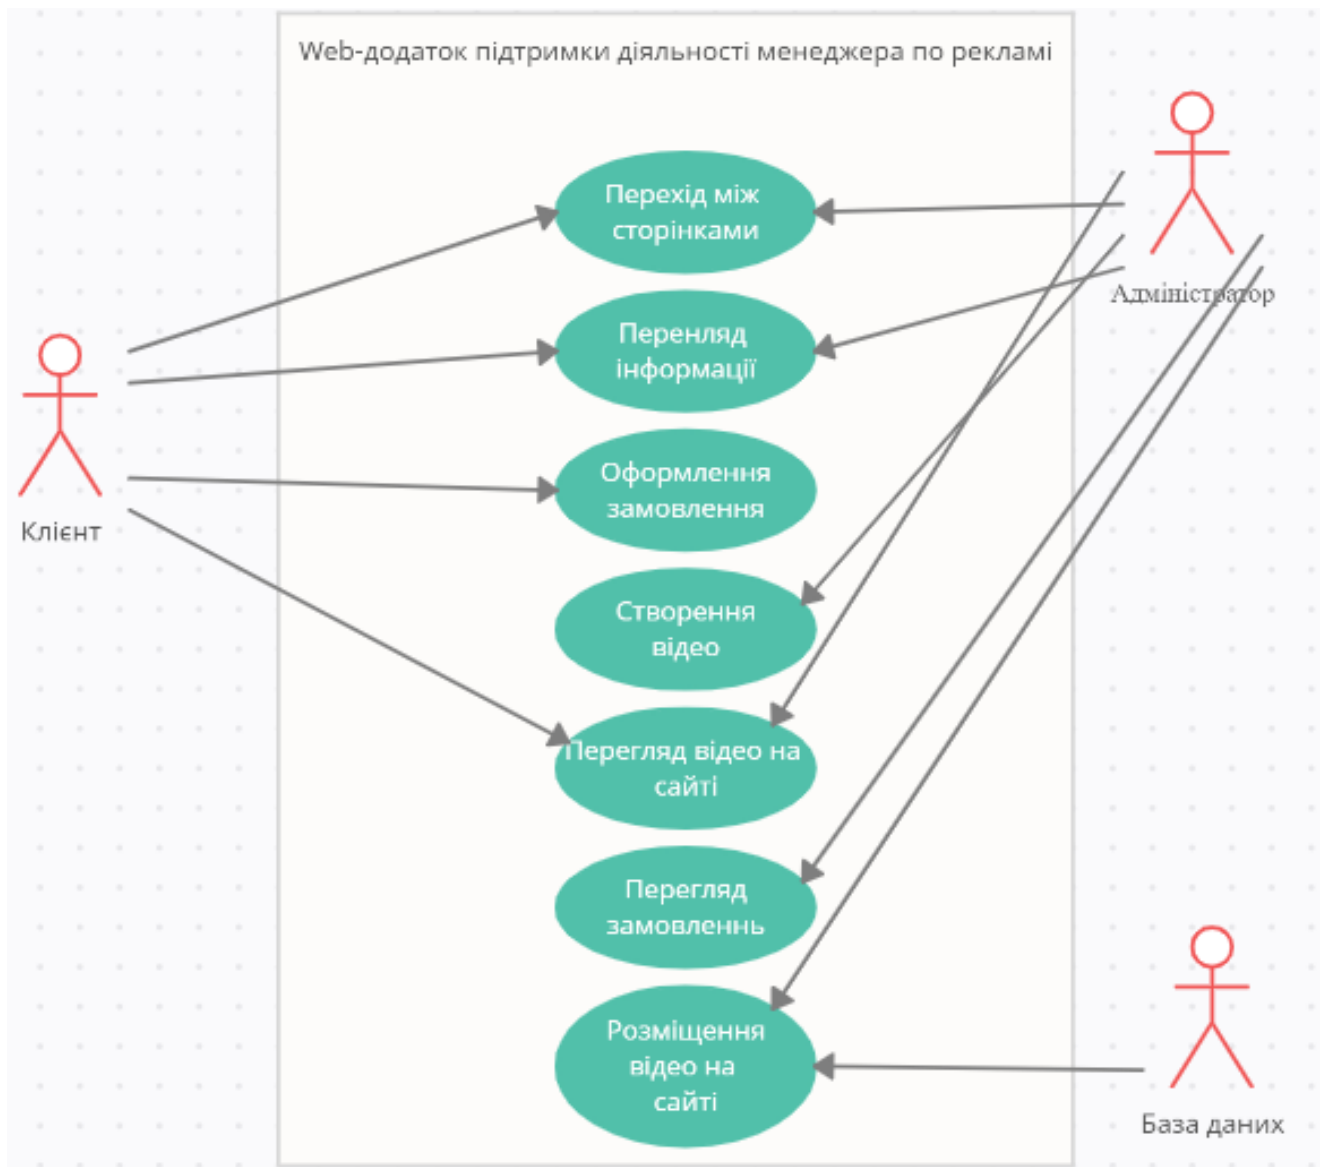 Web-додаток підтримки діяльності менеджера по рекламі
Перехід між
сторінками
Адміністратор
Перенляд
інформації
Оформлення
замовлення
Клієнт
Створення
відео
Перегляд відео на
сайті
Перегляд
замовленнь
Розміщення
відео на
сайті
База даних